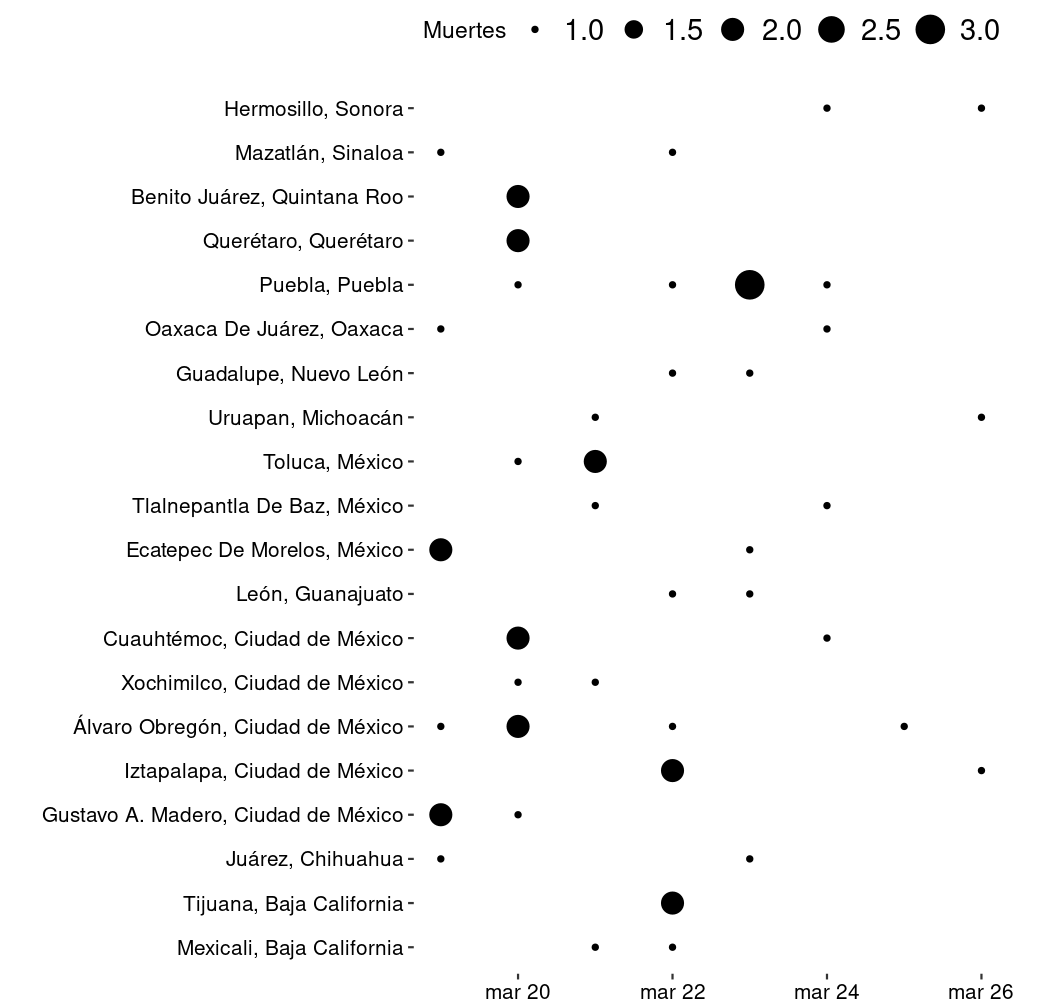 Muertes 1.0 1.5 2.0 2.5 3.0
Hermosillo, Sonora
Mazatlán, Sinaloa
Benito Juárez, Quintana Roo
Querétaro, Querétaro
Puebla, Puebla
Oaxaca De Juárez, Oaxaca
Guadalupe, Nuevo León
Uruapan, Michoacán
Toluca, México
Tlalnepantla De Baz, México
Ecatepec De Morelos, México
León, Guanajuato
Cuauhtémoc, Ciudad de México
Xochimilco, Ciudad de México
Álvaro Obregón, Ciudad de México
Iztapalapa, Ciudad de México
Gustavo A. Madero, Ciudad de México
Juárez, Chihuahua
Tijuana, Baja California
Mexicali, Baja California
mar 20 mar 22 mar 24 mar 26